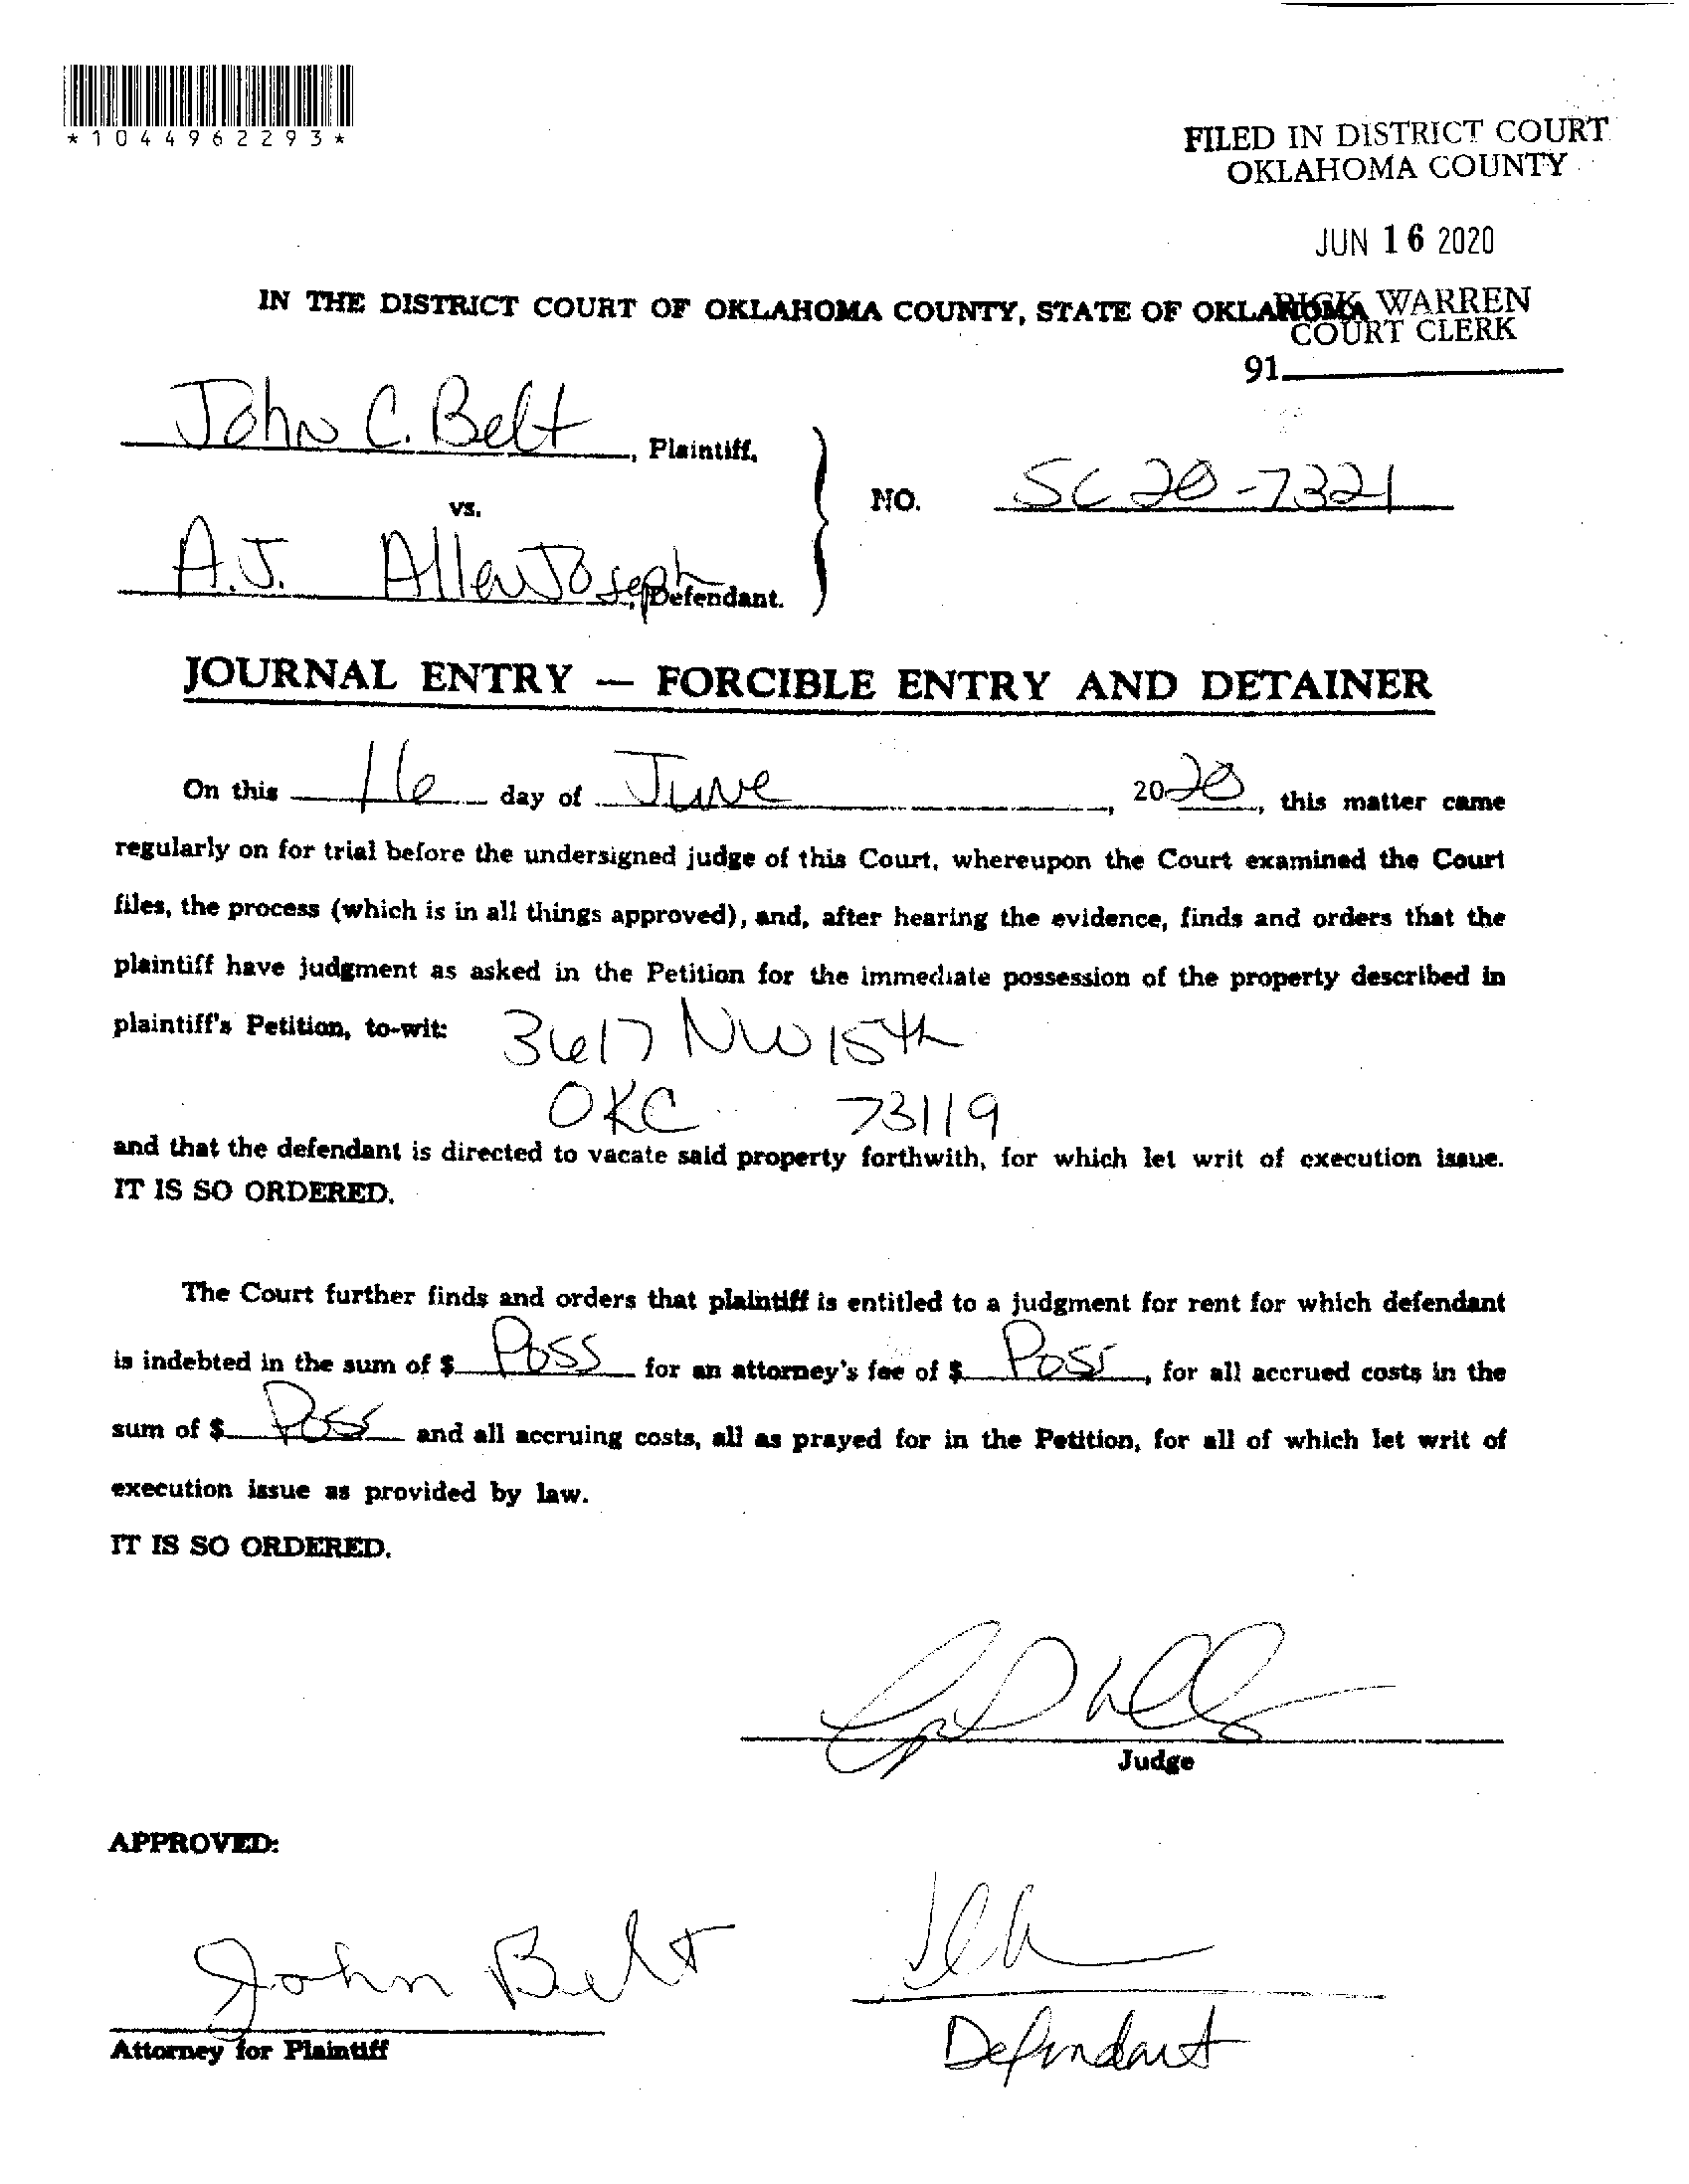 *1044962293*
FILED IN DISTRICT COURT
OKLAHOMA COUNTY
JUN 16 2020
IN THE DISTRICT COURT OF OKLAHOMA COUNTY, STATE OF OKLAHOMA
RICK WARREN
COURT CLERK
91
John C. Belt, Plaintiff,
vs.
NO. SC 20-7321
A.J. Allen Joseph, Defendant.
JOURNAL ENTRY — FORCIBLE ENTRY AND DETAINER
On this 16 day of June, 2020, this matter came
regularly on for trial before the undersigned judge of this Court, whereupon the Court examined the Court
files, the process (which is in all things approved), and, after hearing the evidence, finds and orders that the
plaintiff have judgment as asked in the Petition for the immediate possession of the property described in
plaintiff's Petition, to-wit: 3617 NW 15th
OKC 73119
and that the defendant is directed to vacate said property forthwith, for which let writ of execution issue.
IT IS SO ORDERED.
The Court further finds and orders that plaintiff is entitled to a judgment for rent for which defendant
is indebted in the sum of $ Poss for an attorney's fee of $ Poss, for all accrued costs in the
sum of $ Poss and all accruing costs, all as prayed for in the Petition, for all of which let writ of
execution issue as provided by law.
IT IS SO ORDERED.
Judge
APPROVED:
John Belt
Attorney for Plaintiff
Defendant